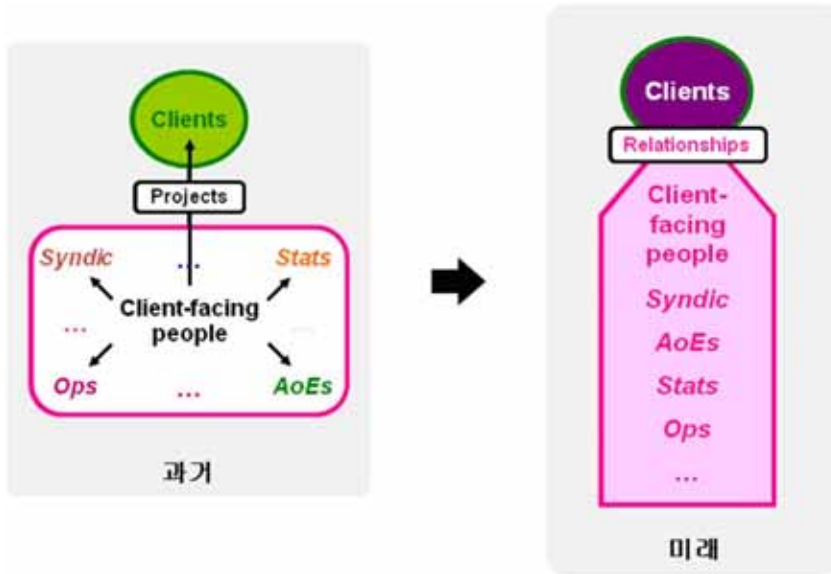 Clients
Projects
Syndic
...
Stats
...
Client-facing
people
...
Ops
...
AoEs
과거
Clients
Relationships
Client-
facing
people
Syndic
AoEs
Stats
Ops
...
미래